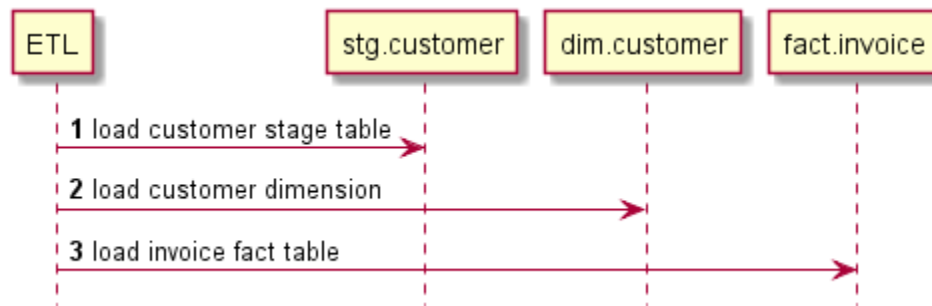 ETL stg.customer dim.customer fact.invoice
1 load customer stage table
2 load customer dimension
3 load invoice fact table